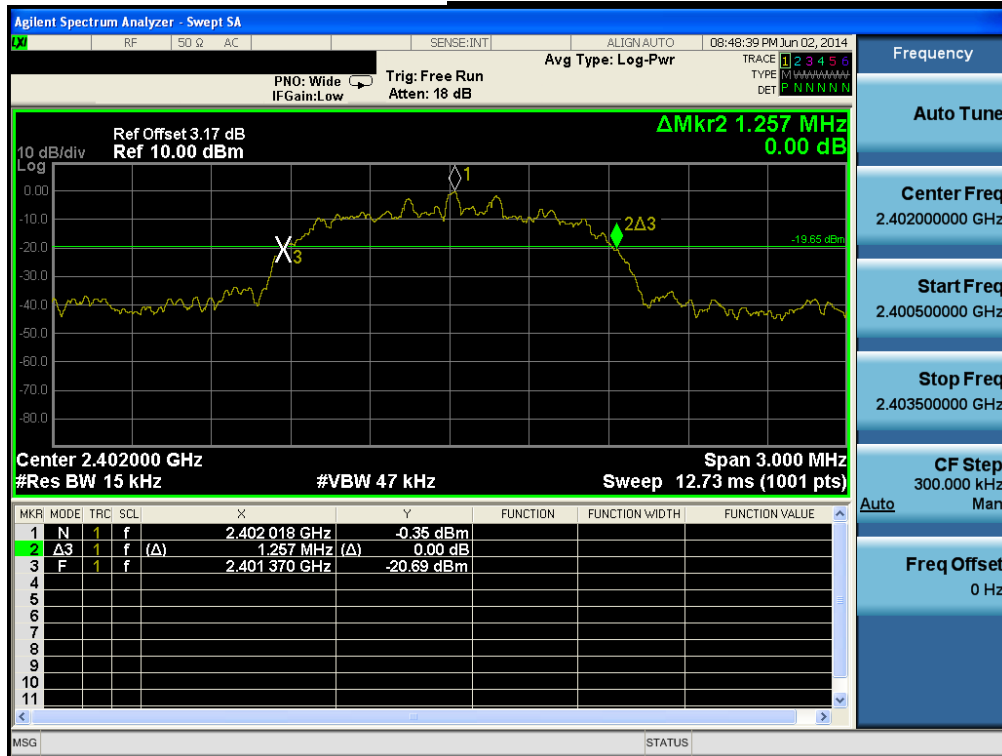 Agilent Spectrum Analyzer - Swept SA
LXI RF 50 Ω AC SENSE:INT ALIGN AUTO 08:48:39 PM Jun 02, 2014
PNO: Wide
IFGain:Low
Trig: Free Run
Atten: 18 dB
Avg Type: Log-Pwr
TRACE 1 2 3 4 5 6
TYPE M
DET P N N N N N
Ref Offset 3.17 dB
Ref 10.00 dBm
10 dB/div
Log
ΔMkr2 1.257 MHz
0.00 dB
0.00
-10.0
-20.0
-30.0
-40.0
-50.0
-60.0
-70.0
-80.0
1
2Δ3
3
-19.65 dBm
Center 2.402000 GHz
Span 3.000 MHz
#Res BW 15 kHz
#VBW 47 kHz
Sweep 12.73 ms (1001 pts)
MKR MODE TRC SCL X Y FUNCTION FUNCTION WIDTH FUNCTION VALUE
1 N 1 f 2.402 018 GHz -0.35 dBm
2 Δ3 1 f (Δ) 1.257 MHz (Δ) 0.00 dB
3 F 1 f 2.401 370 GHz -20.69 dBm
4
5
6
7
8
9
10
11
MSG
STATUS
Frequency
Auto Tune
Center Freq
2.402000000 GHz
Start Freq
2.400500000 GHz
Stop Freq
2.403500000 GHz
CF Step
300.000 kHz
Auto Man
Freq Offset
0 Hz